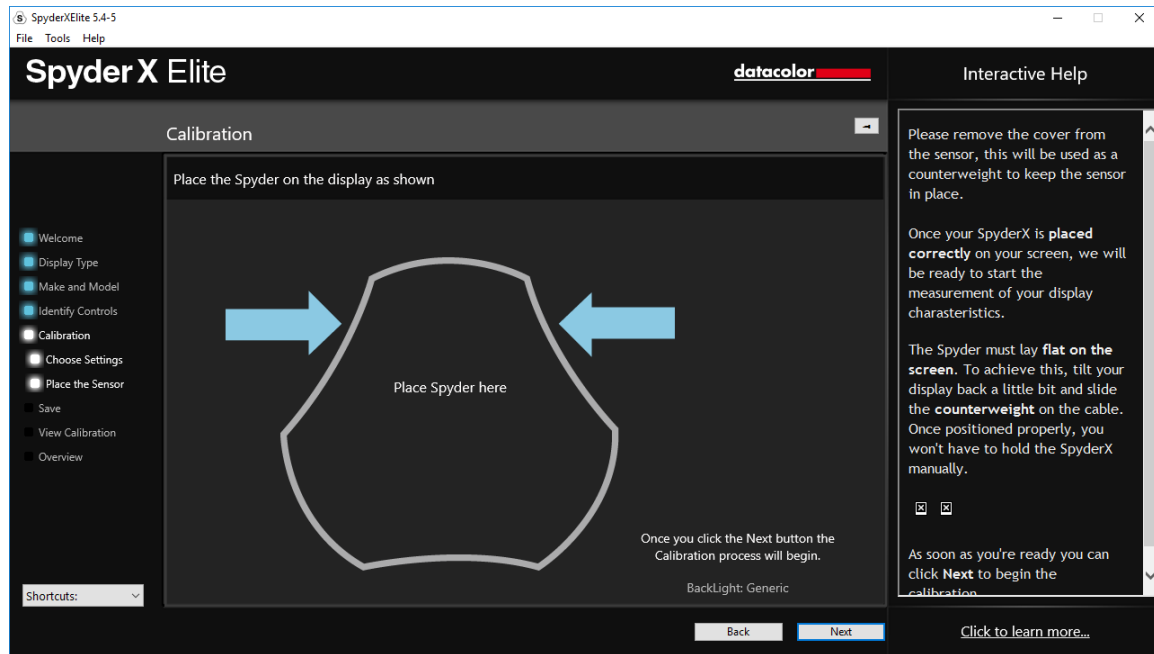 SpyderXElite 5.4-5
File Tools Help
Spyder X Elite
datacolor
Interactive Help
Calibration
Place the Spyder on the display as shown
Welcome
Display Type
Make and Model
Identify Controls
Calibration
Choose Settings
Place the Sensor
Save
View Calibration
Overview
Shortcuts:
Place Spyder here
Once you click the Next button the
Calibration process will begin.
BackLight: Generic
Back
Next
Please remove the cover from
the sensor, this will be used as a
counterweight to keep the sensor
in place.
Once your SpyderX is placed
correctly on your screen, we will
be ready to start the
measurement of your display
charasteristics.
The Spyder must lay flat on the
screen. To achieve this, tilt your
display back a little bit and slide
the counterweight on the cable.
Once positioned properly, you
won't have to hold the SpyderX
manually.
As soon as you're ready you can
click Next to begin the
calibration
Click to learn more...